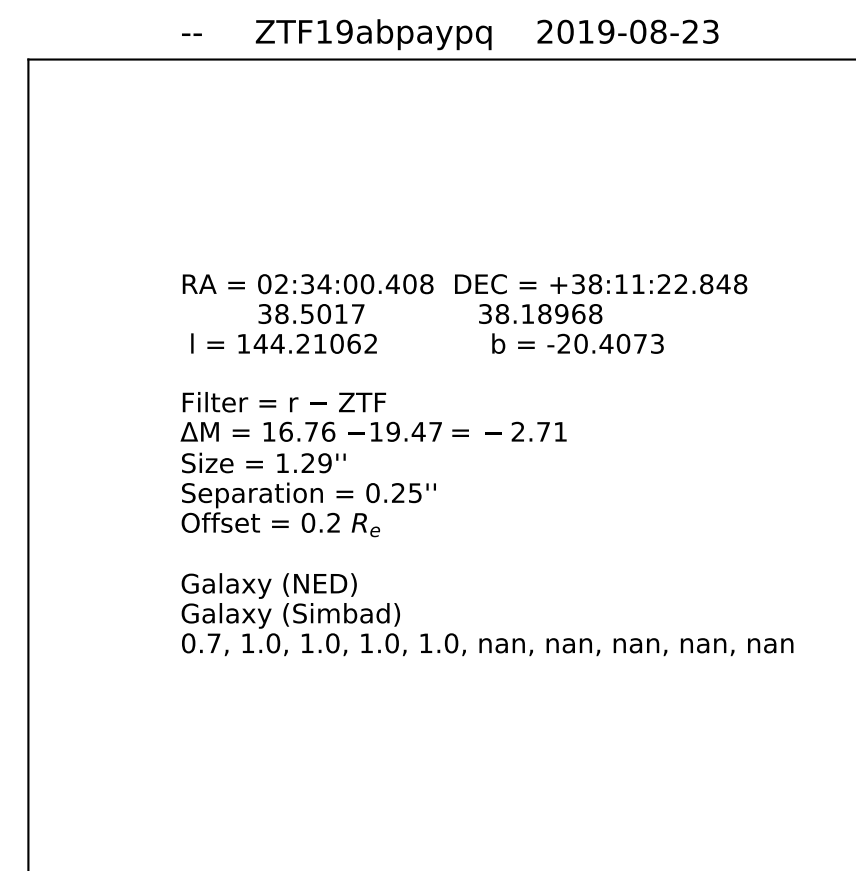 -- ZTF19abpaypq 2019-08-23
RA = 02:34:00.408 DEC = +38:11:22.848
38.5017 38.18968
l = 144.21062 b = -20.4073
Filter = r − ZTF
ΔM = 16.76 −19.47 = − 2.71
Size = 1.29''
Separation = 0.25''
Offset = 0.2 Re
Galaxy (NED)
Galaxy (Simbad)
0.7, 1.0, 1.0, 1.0, 1.0, nan, nan, nan, nan, nan